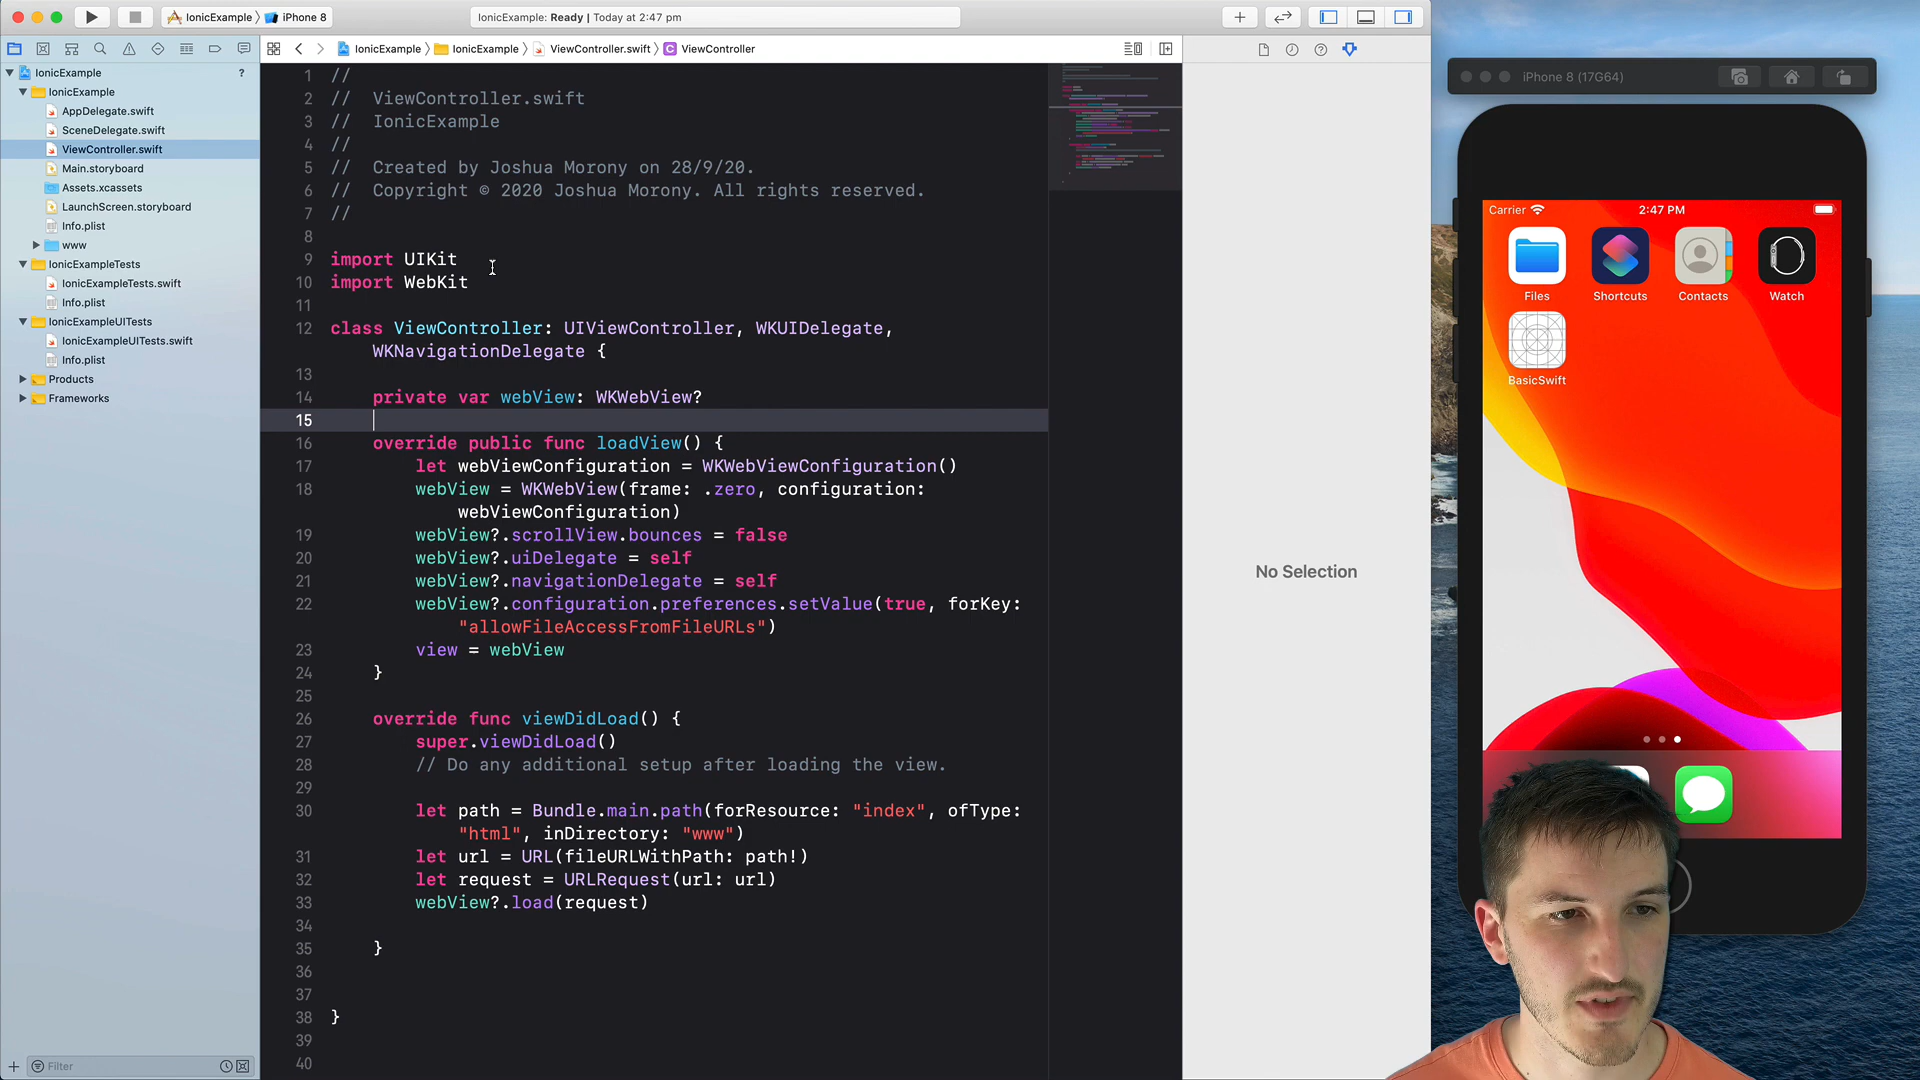 IonicExample
iPhone 8
IonicExample: Ready | Today at 2:47 pm
IonicExample
IonicExample
ViewController.swift
C
ViewController
IonicExample
?
IonicExample
AppDelegate.swift
SceneDelegate.swift
ViewController.swift
Main.storyboard
Assets.xcassets
LaunchScreen.storyboard
Info.plist
www
IonicExampleTests
IonicExampleTests.swift
Info.plist
IonicExampleUITests
IonicExampleUITests.swift
Info.plist
Products
Frameworks
Filter
1 //
2 // ViewController.swift
3 // IonicExample
4 //
5 // Created by Joshua Morony on 28/9/20.
6 // Copyright © 2020 Joshua Morony. All rights reserved.
7 //
8
9 import UIKit
10 import WebKit
11
12 class ViewController: UIViewController, WKUIDelegate,
WKNavigationDelegate {
13
14 private var webView: WKWebView?
15
16 override public func loadView() {
17 let webViewConfiguration = WKWebViewConfiguration()
18 webView = WKWebView(frame: .zero, configuration:
webViewConfiguration)
19 webView?.scrollView.bounces = false
20 webView?.uiDelegate = self
21 webView?.navigationDelegate = self
22 webView?.configuration.preferences.setValue(true, forKey:
"allowFileAccessFromFileURLs")
23 view = webView
24 }
25
26 override func viewDidLoad() {
27 super.viewDidLoad()
28 // Do any additional setup after loading the view.
29
30 let path = Bundle.main.path(forResource: "index", ofType:
"html", inDirectory: "www")
31 let url = URL(fileURLWithPath: path!)
32 let request = URLRequest(url: url)
33 webView?.load(request)
34
35 }
36
37
38 }
39
40
No Selection
iPhone 8 (17G64)
Carrier
2:47 PM
Files
Shortcuts
Contacts
Watch
BasicSwift